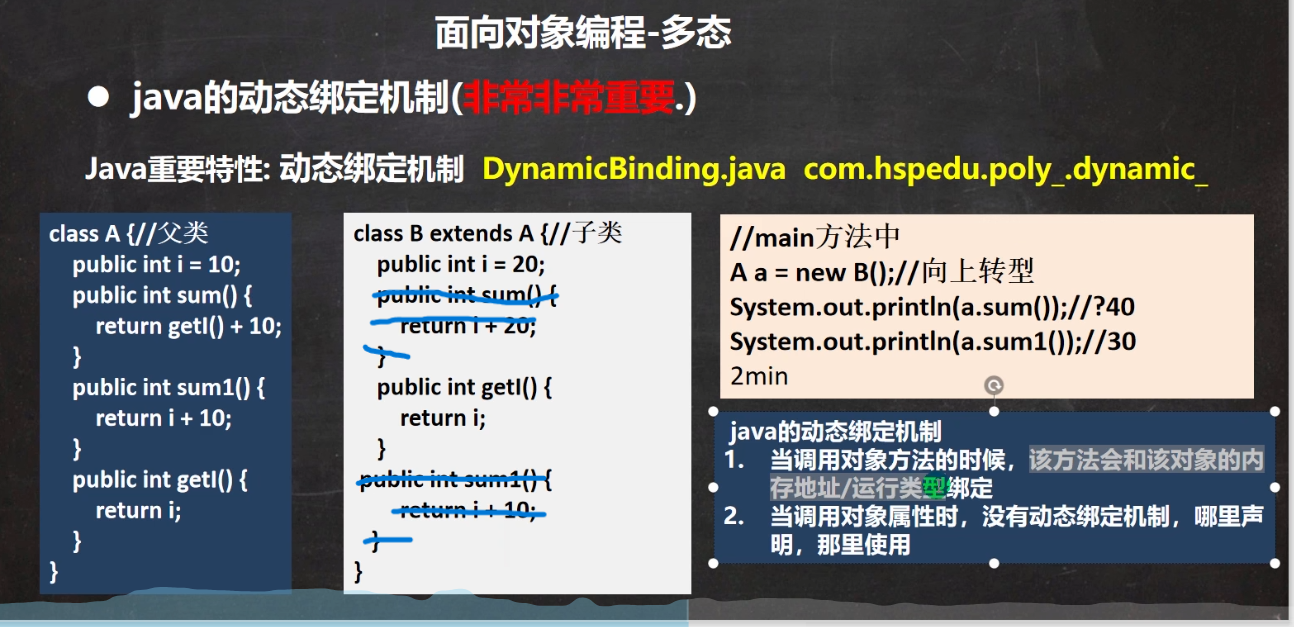 面向对象编程-多态
● java的动态绑定机制(非常非常重要.)
Java重要特性: 动态绑定机制 DynamicBinding.java com.hspedu.poly_.dynamic_
class A {//父类
public int i = 10;
public int sum() {
return getI() + 10;
}
public int sum1() {
return i + 10;
}
public int getI() {
return i;
}
}
class B extends A {//子类
public int i = 20;
public int sum() {
return i + 20;
}
public int getI() {
return i;
}
public int sum1() {
return i + 10;
}
}
//main方法中
A a = new B();//向上转型
System.out.println(a.sum());//?40
System.out.println(a.sum1());//30
2min
java的动态绑定机制
1. 当调用对象方法的时候，该方法会和该对象的内
存地址/运行类型绑定
2. 当调用对象属性时，没有动态绑定机制，哪里声
明，那里使用